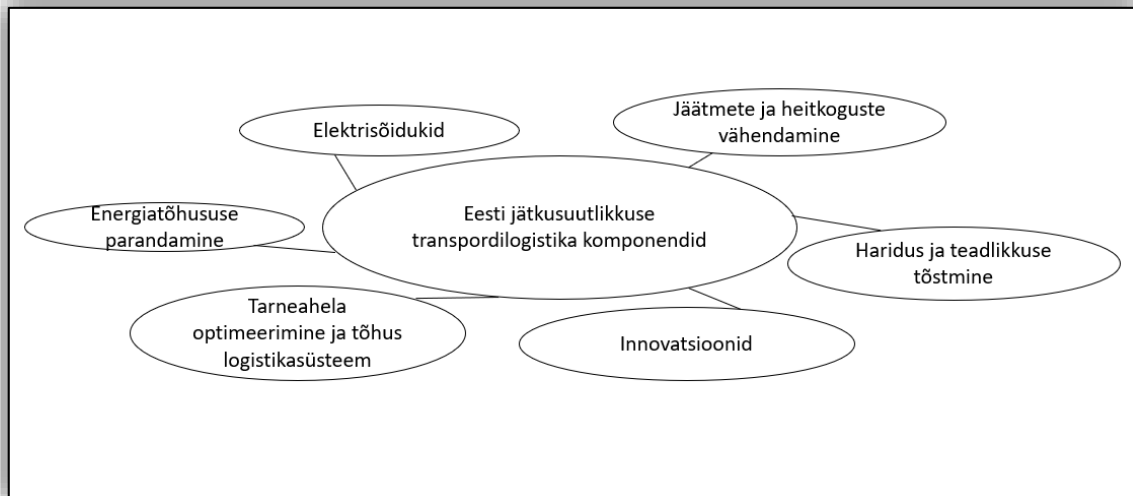 Elektrisõidukid
Jäätmete ja heitkoguste
vähendamine
Energiatõhususe
parandamine
Eesti jätkusuutlikkuse
transpordilogistika komponendid
Haridus ja teadlikkuse
tõstmine
Tarneahela
optimeerimine ja tõhus
logistikasüsteem
Innovatsioonid